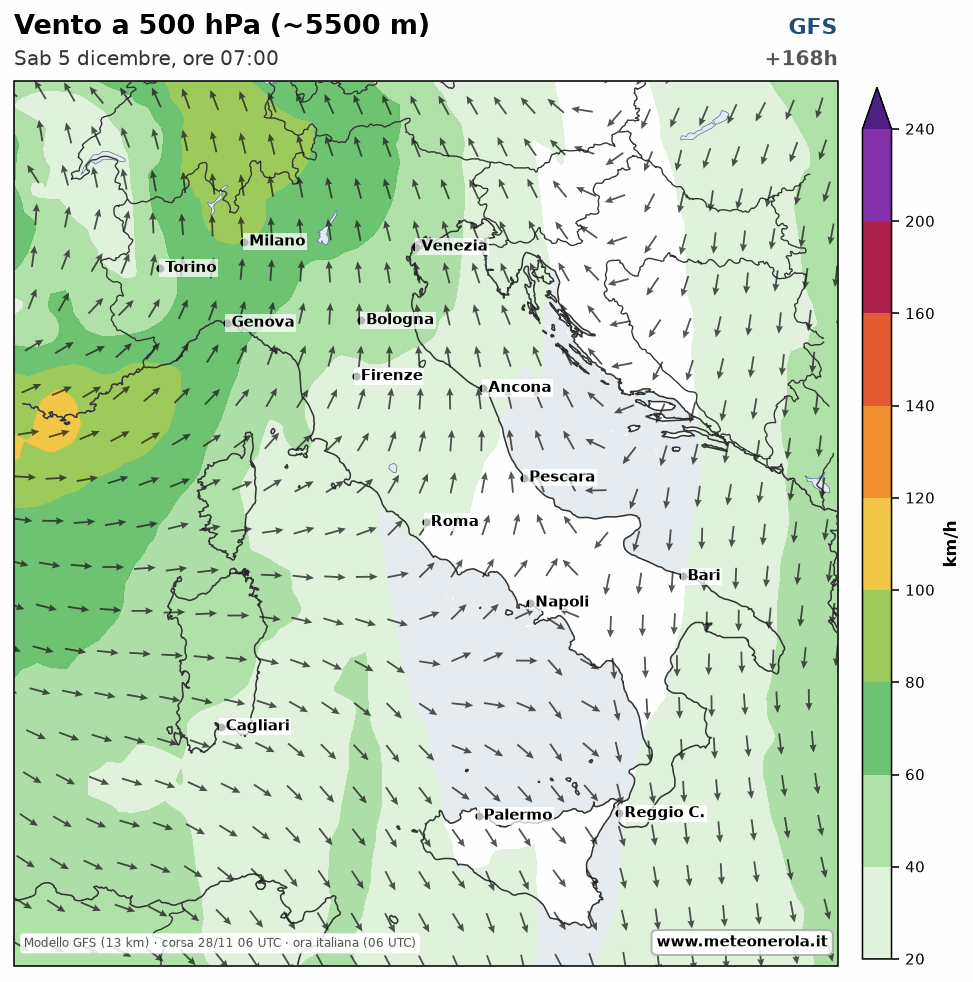 Vento a 500 hPa (~5500 m)
GFS
Sab 5 dicembre, ore 07:00
+168h
240
200
160
140
120
100
80
60
40
20
km/h
Milano
Venezia
Torino
Genova
Bologna
Firenze
Ancona
Pescara
Roma
Bari
Napoli
Cagliari
Palermo
Reggio C.
Modello GFS (13 km) · corsa 28/11 06 UTC · ora italiana (06 UTC)
www.meteonerola.it